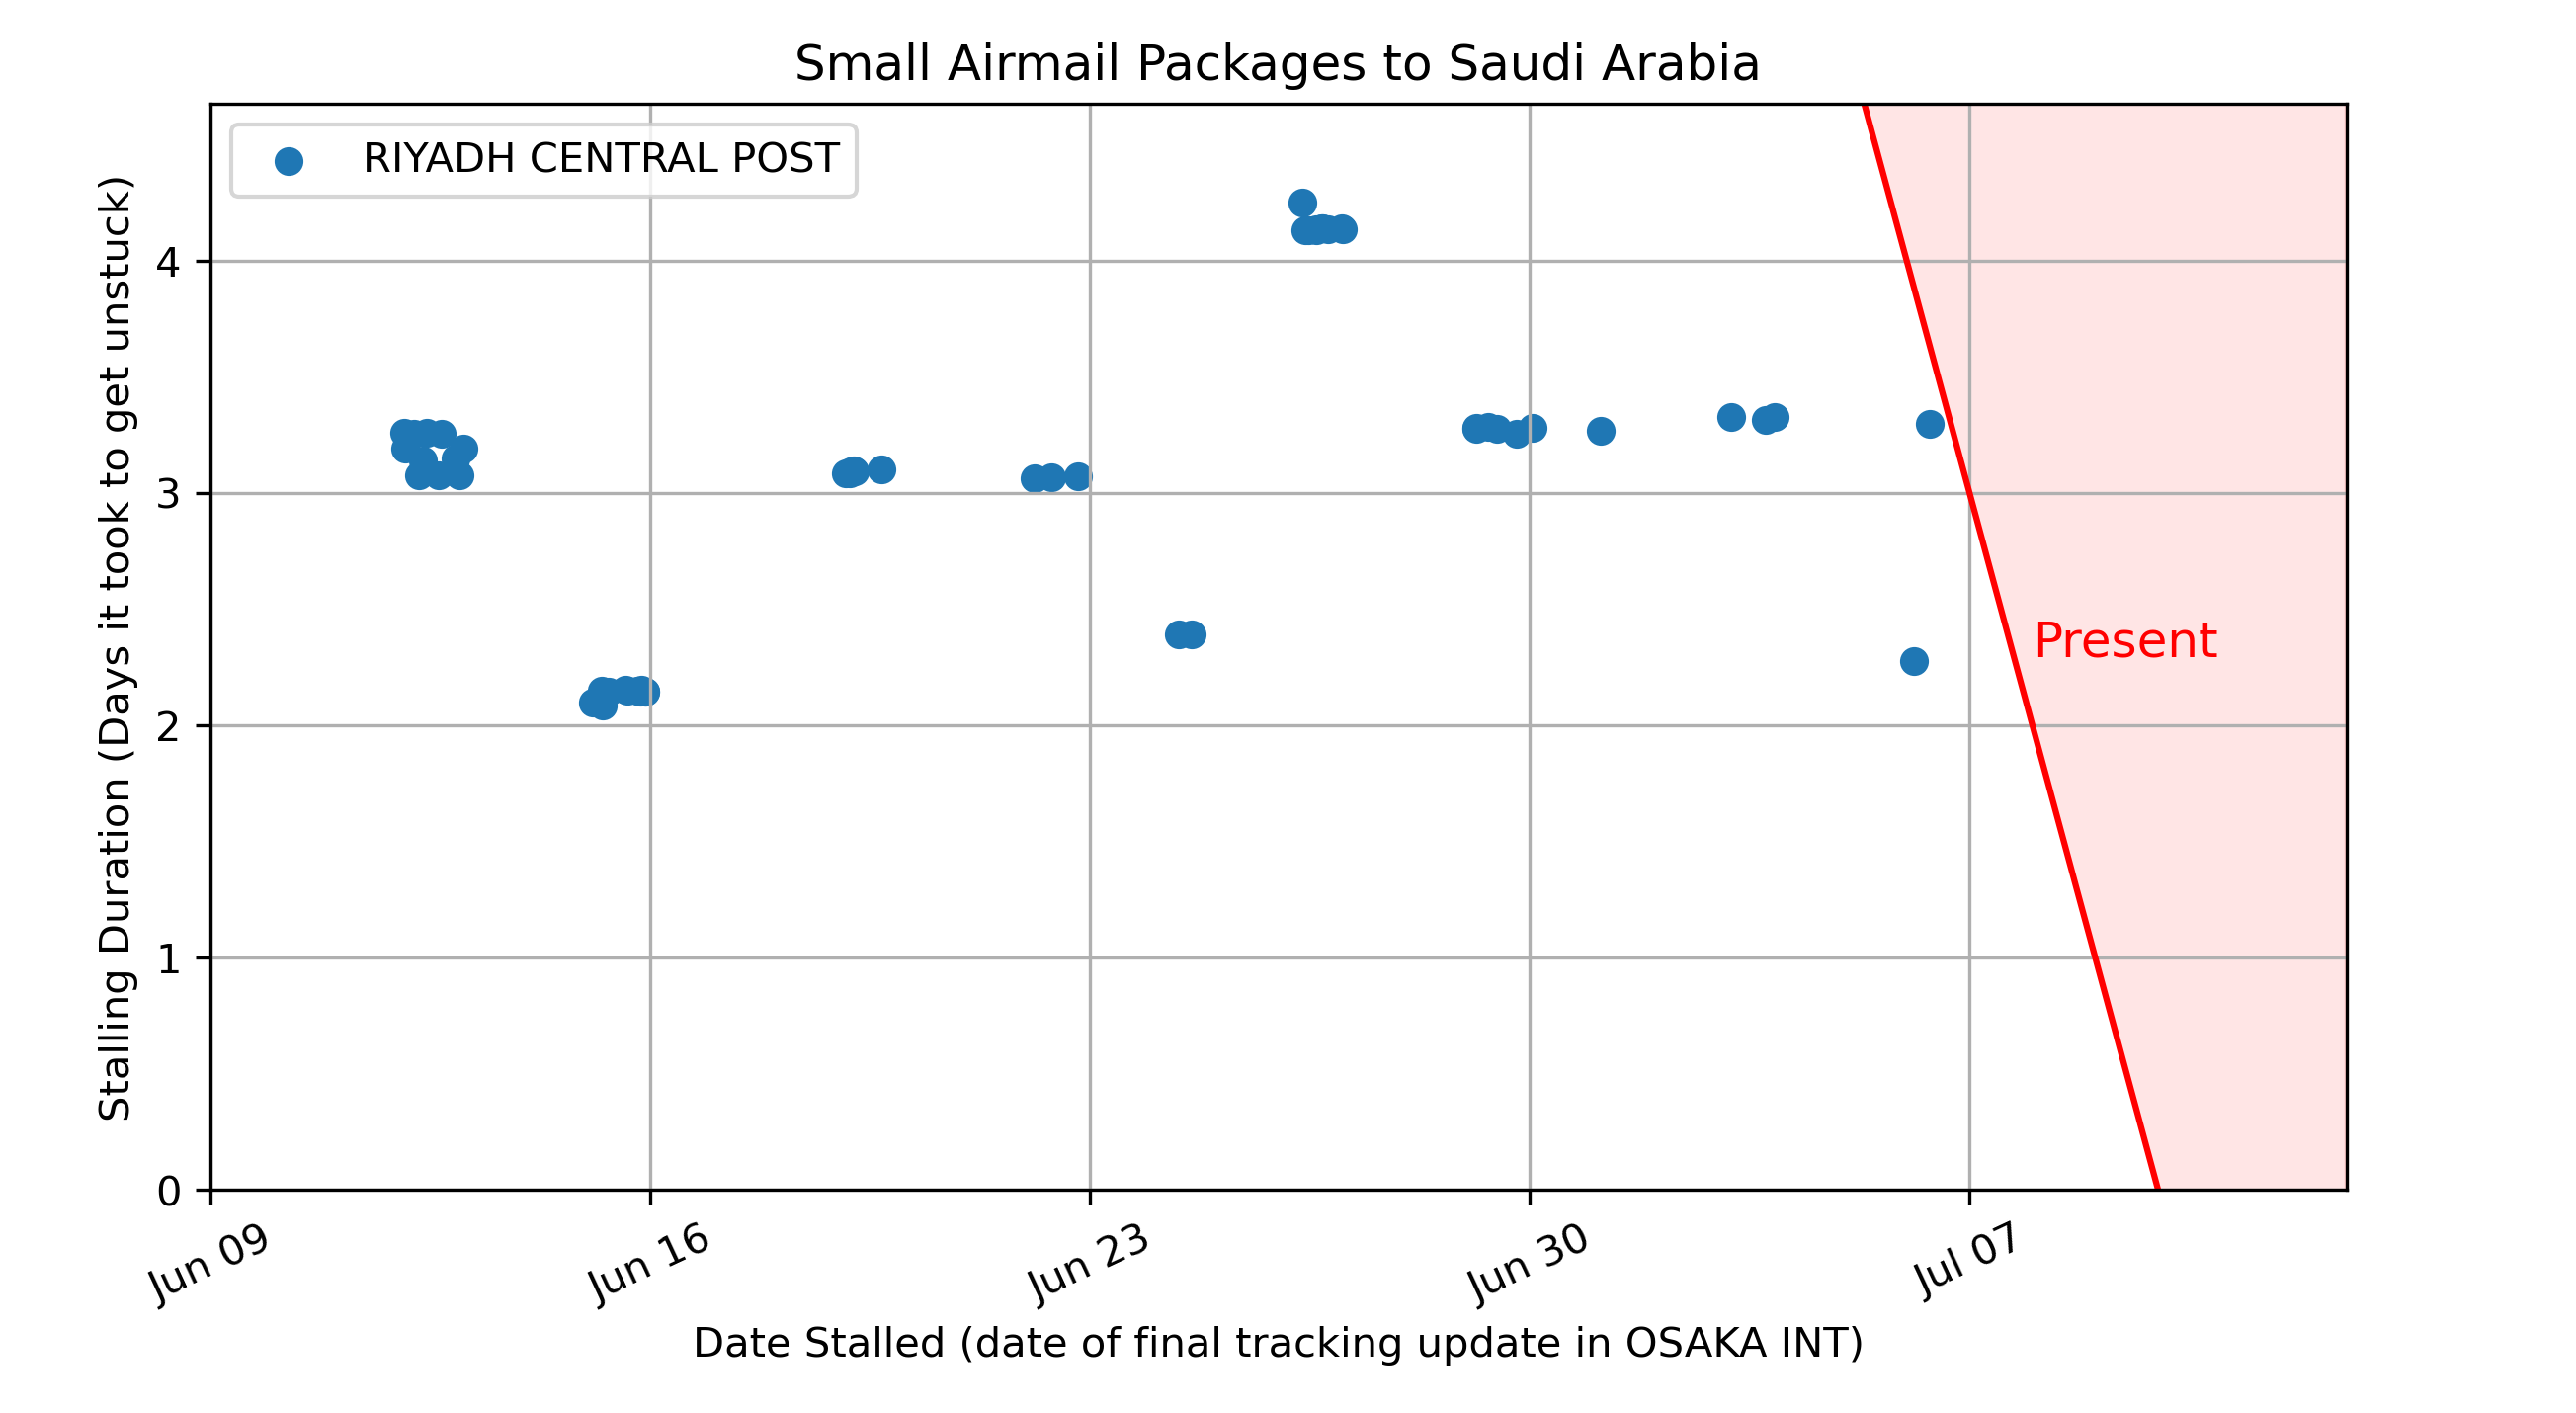 Small Airmail Packages to Saudi Arabia
RIYADH CENTRAL POST
Stalling Duration (Days it took to get unstuck)
4
3
2
1
0
Present
Jun 09
Jun 16
Jun 23
Jun 30
Jul 07
Date Stalled (date of final tracking update in OSAKA INT)